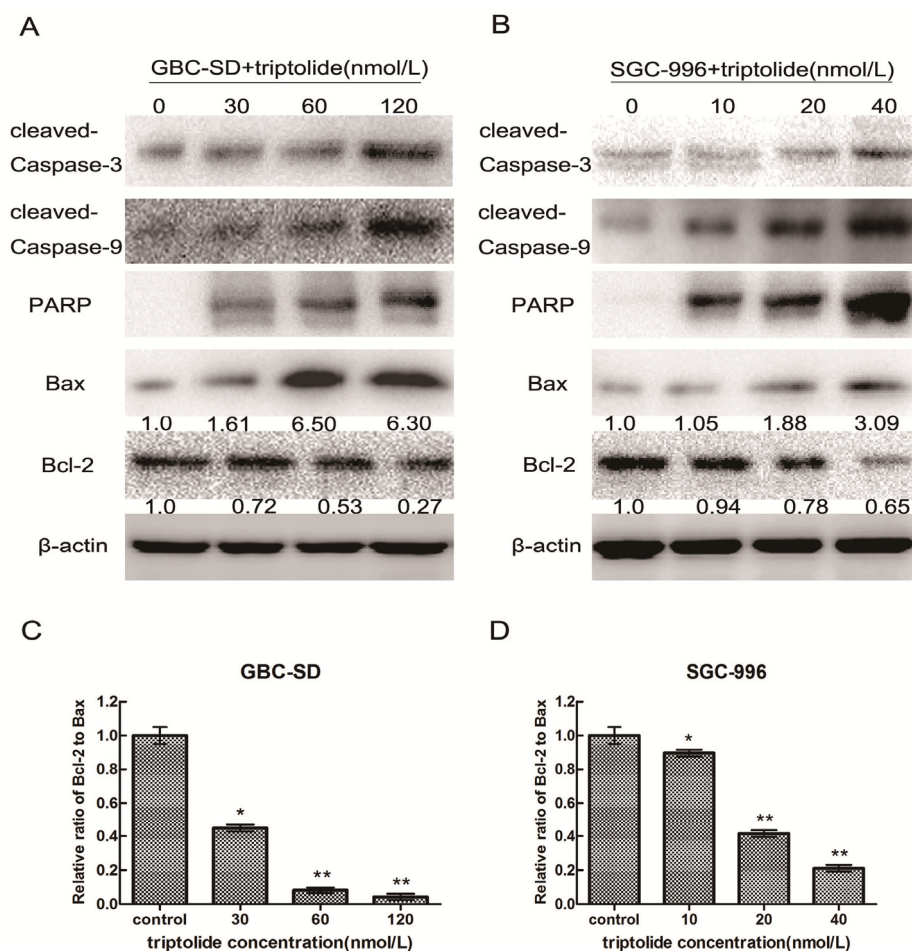 A
GBC-SD+triptolide(nmol/L)
0 30 60 120
cleaved-
Caspase-3
cleaved-
Caspase-9
PARP
Bax
1.0 1.61 6.50 6.30
Bcl-2
1.0 0.72 0.53 0.27
β-actin
B
SGC-996+triptolide(nmol/L)
0 10 20 40
cleaved-
Caspase-3
cleaved-
Caspase-9
PARP
Bax
1.0 1.05 1.88 3.09
Bcl-2
1.0 0.94 0.78 0.65
β-actin
C
GBC-SD
Relative ratio of Bcl-2 to Bax
1.2
1.0
0.8
0.6
0.4
0.2
0.0
*
**
**
control 30 60 120
triptolide concentration(nmol/L)
D
SGC-996
Relative ratio of Bcl-2 to Bax
1.2
1.0
0.8
0.6
0.4
0.2
0.0
*
**
**
control 10 20 40
triptolide concentration(nmol/L)